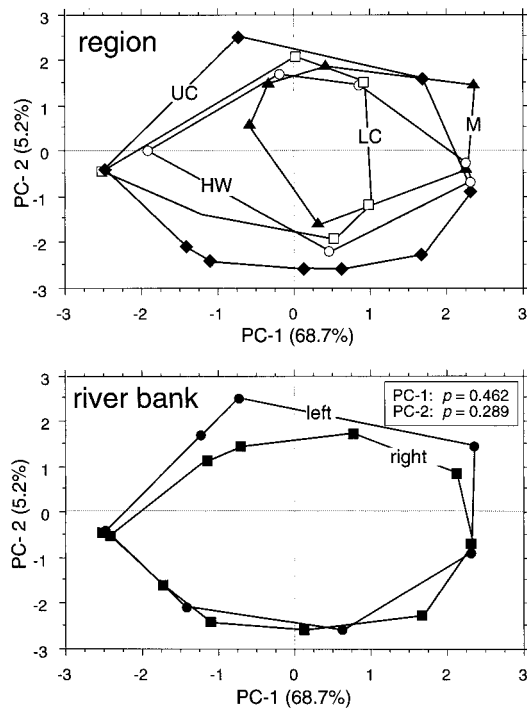 region
UC
M
LC
HW
3
2
1
0
-1
-2
-3
PC- 2 (5.2%)
-3 -2 -1 0 1 2 3
PC-1 (68.7%)
river bank
PC-1: p = 0.462
PC-2: p = 0.289
left
right
3
2
1
0
-1
-2
-3
PC- 2 (5.2%)
-3 -2 -1 0 1 2 3
PC-1 (68.7%)